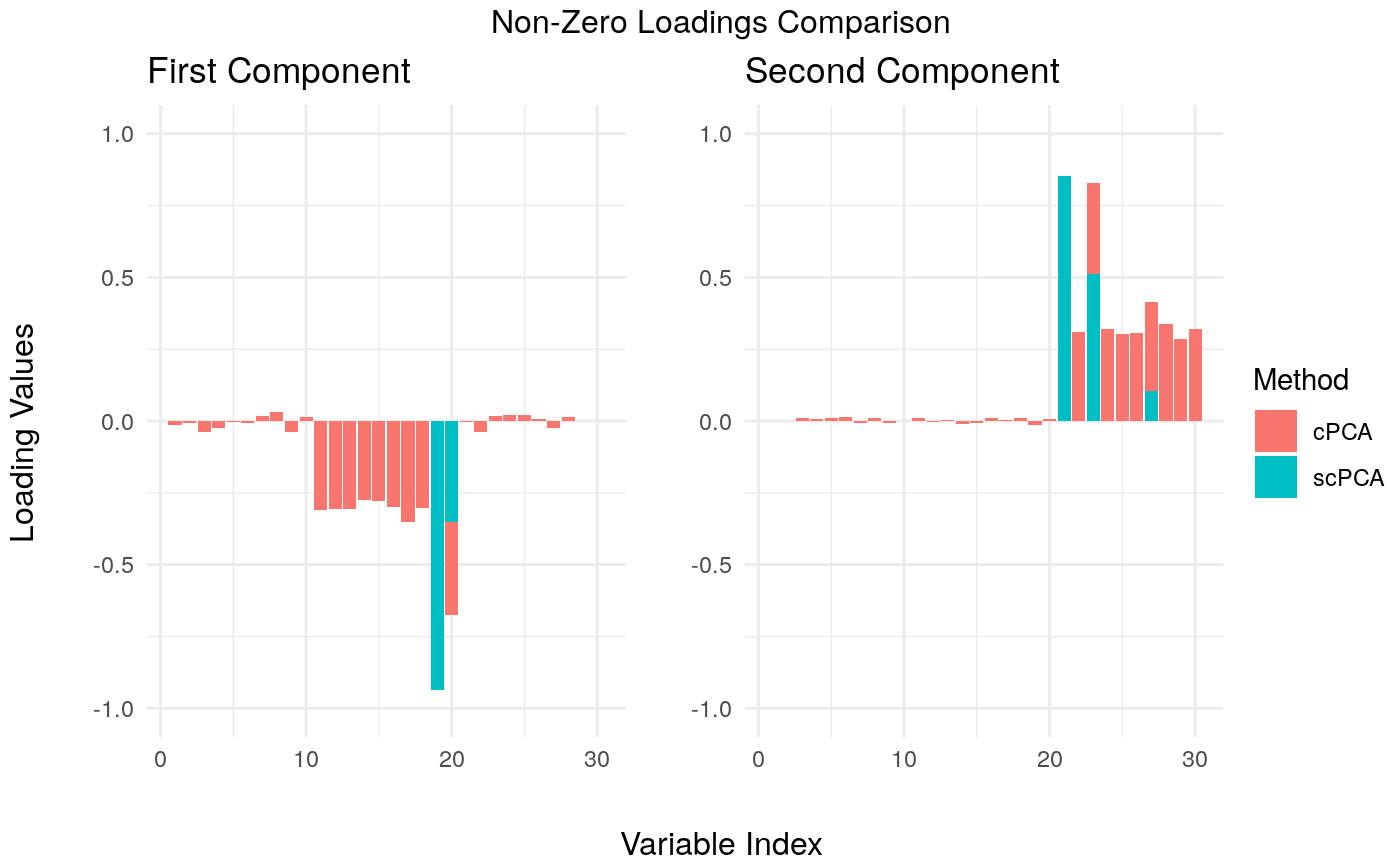 Non-Zero Loadings Comparison
First Component
Second Component
Loading Values
1.0
0.5
0.0
-0.5
-1.0
0 10 20 30
1.0
0.5
0.0
-0.5
-1.0
0 10 20 30
Method
cPCA
scPCA
Variable Index